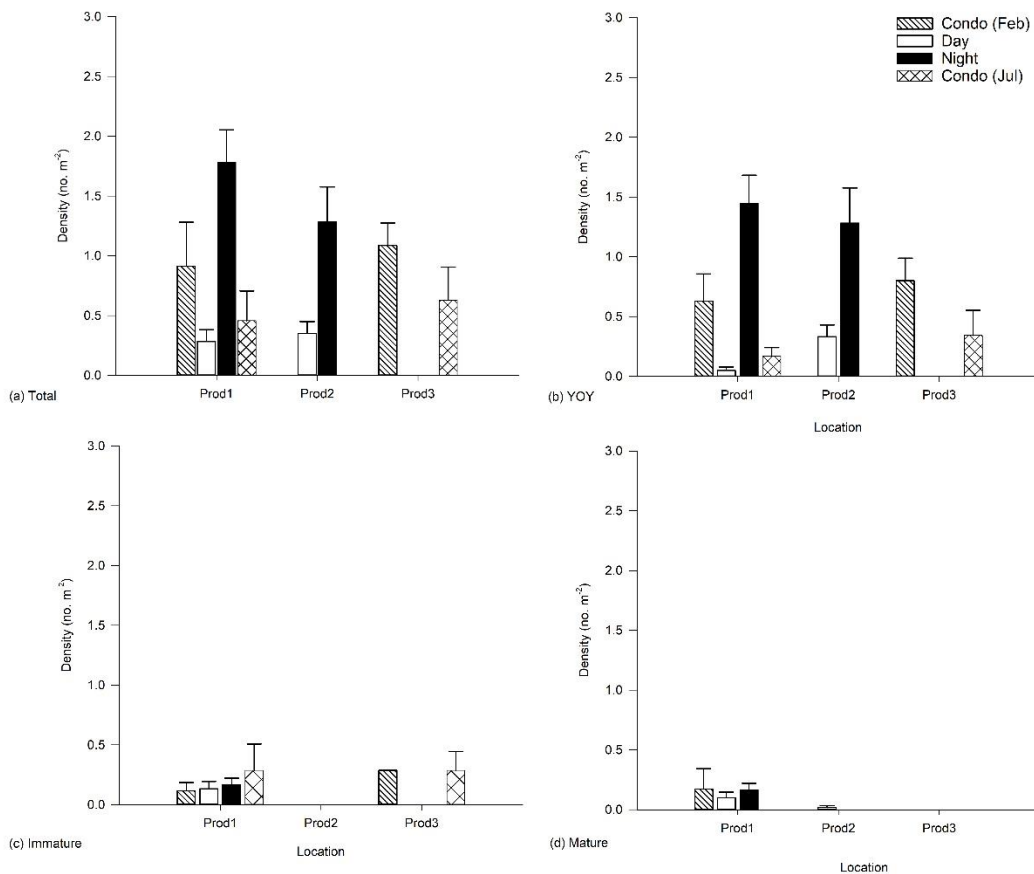 3.0
2.5
2.0
1.5
1.0
0.5
0.0
Density (no. m-2)
Prod1 Prod2 Prod3
(a) Total
3.0
2.5
2.0
1.5
1.0
0.5
0.0
Density (no. m-2)
Condo (Feb)
Day
Night
Condo (Jul)
Prod1 Prod2 Prod3
(b) YOY
Location
3.0
2.5
2.0
1.5
1.0
0.5
0.0
Density (no. m-2)
Prod1 Prod2 Prod3
(c) Immature
Location
3.0
2.5
2.0
1.5
1.0
0.5
0.0
Density (no. m-2)
Prod1 Prod2 Prod3
(d) Mature
Location